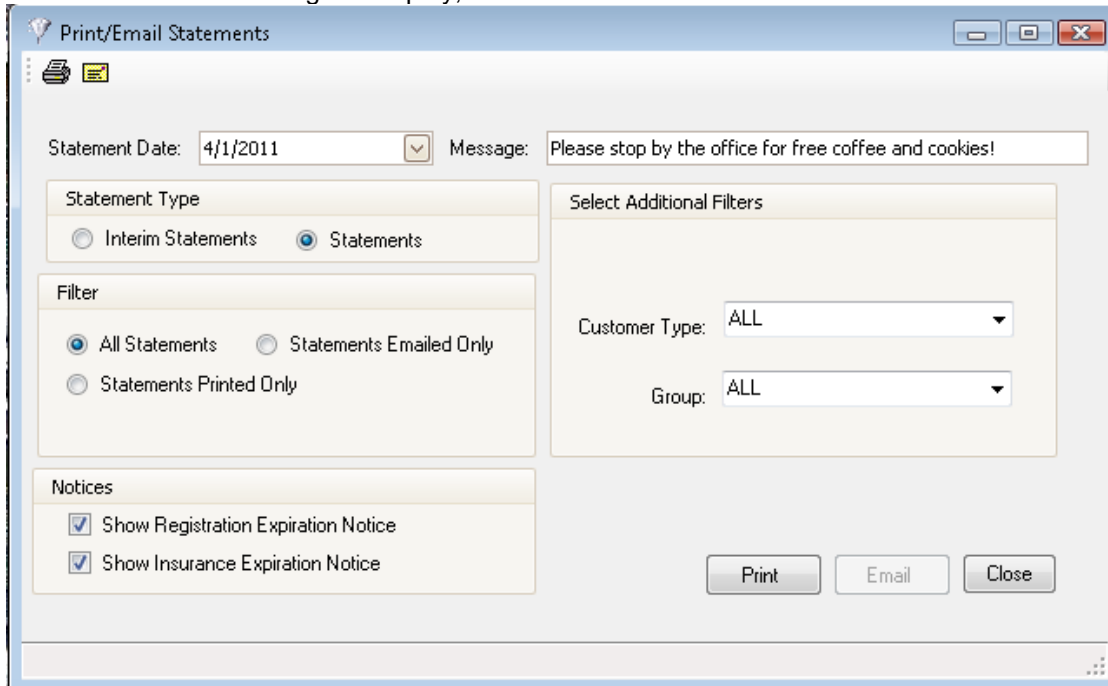 Print/Email Statements
Statement Date: 4/1/2011 Message: Please stop by the office for free coffee and cookies!
Statement Type
Interim Statements Statements
Select Additional Filters
Filter
All Statements Statements Emailed Only
Statements Printed Only
Customer Type: ALL
Group: ALL
Notices
Show Registration Expiration Notice
Show Insurance Expiration Notice
Print Email Close